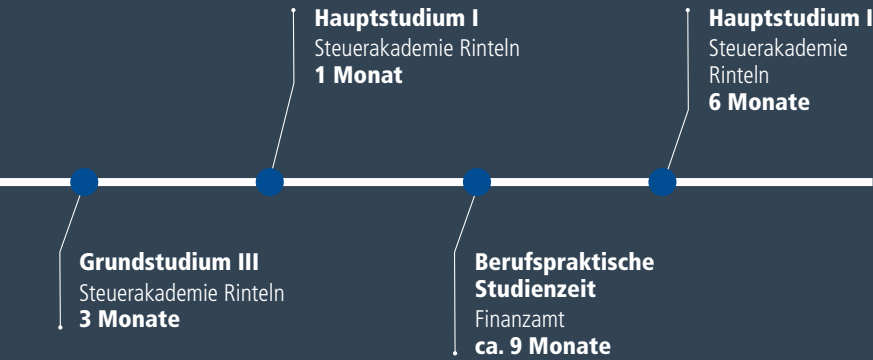 Hauptstudium I
Steuerakademie Rinteln
1 Monat
Hauptstudium I
Steuerakademie
Rinteln
6 Monate
Grundstudium III
Steuerakademie Rinteln
3 Monate
Berufspraktische
Studienzeit
Finanzamt
ca. 9 Monate